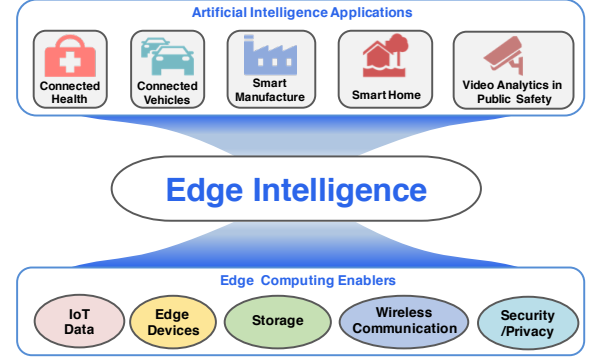 Artificial Intelligence Applications
Connected
Health
Connected
Vehicles
Smart
Manufacture
Smart Home
Video Analytics in
Public Safety
Edge Intelligence
Edge Computing Enablers
IoT
Data
Edge
Devices
Storage
Wireless
Communication
Security
/Privacy